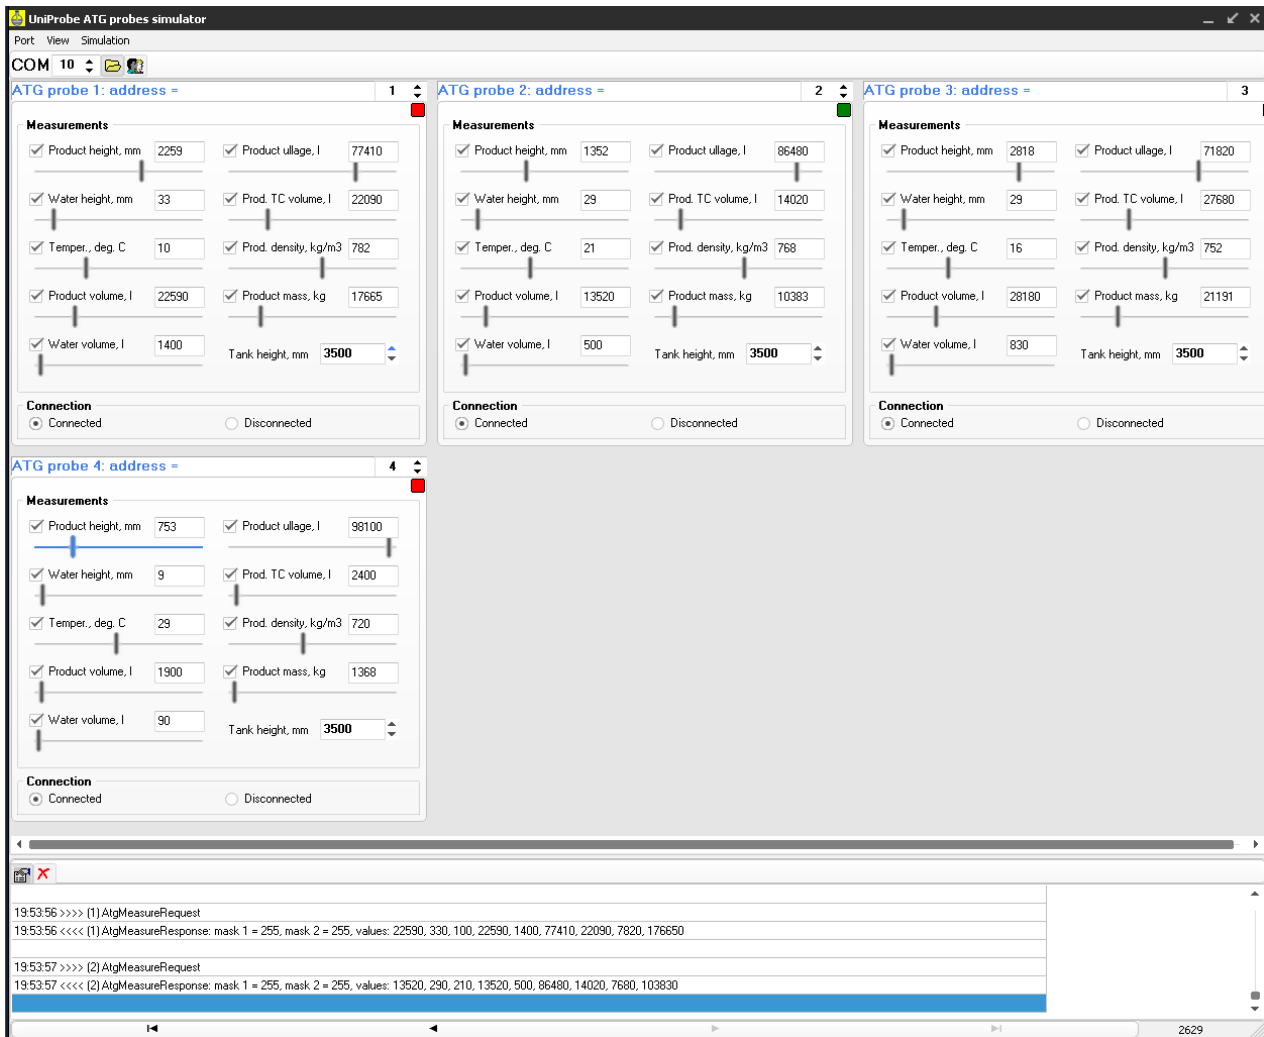 UniProbe ATG probes simulator
Port View Simulation
COM 10
ATG probe 1: address = 1
Measurements
Product height, mm 2259 Product ullage, l 77410
Water height, mm 33 Prod. TC volume, l 22090
Temper., deg. C 10 Prod. density, kg/m3 782
Product volume, l 22590 Product mass, kg 17665
Water volume, l 1400 Tank height, mm 3500
Connection
Connected Disconnected
ATG probe 2: address = 2
Measurements
Product height, mm 1352 Product ullage, l 86480
Water height, mm 29 Prod. TC volume, l 14020
Temper., deg. C 21 Prod. density, kg/m3 768
Product volume, l 13520 Product mass, kg 10383
Water volume, l 500 Tank height, mm 3500
Connection
Connected Disconnected
ATG probe 3: address = 3
Measurements
Product height, mm 2818 Product ullage, l 71820
Water height, mm 29 Prod. TC volume, l 27680
Temper., deg. C 16 Prod. density, kg/m3 752
Product volume, l 28180 Product mass, kg 21191
Water volume, l 830 Tank height, mm 3500
Connection
Connected Disconnected
ATG probe 4: address = 4
Measurements
Product height, mm 753 Product ullage, l 98100
Water height, mm 9 Prod. TC volume, l 2400
Temper., deg. C 29 Prod. density, kg/m3 720
Product volume, l 1900 Product mass, kg 1368
Water volume, l 90 Tank height, mm 3500
Connection
Connected Disconnected
19:53:56 >>>> (1) AtgMeasureRequest
19:53:56 <<<< (1) AtgMeasureResponse: mask 1 = 255, mask 2 = 255, values: 22590, 330, 100, 22590, 1400, 77410, 22090, 7820, 176650
19:53:57 >>>> (2) AtgMeasureRequest
19:53:57 <<<< (2) AtgMeasureResponse: mask 1 = 255, mask 2 = 255, values: 13520, 290, 210, 13520, 500, 86480, 14020, 7680, 103830
2629